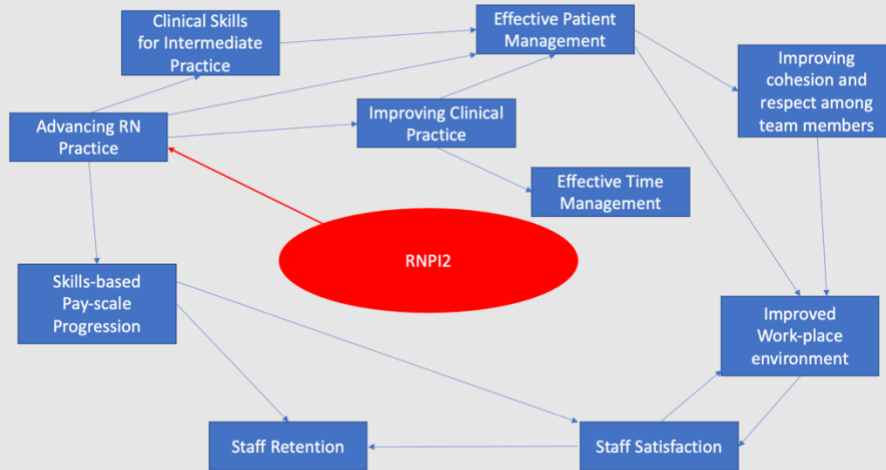 Clinical Skills
for Intermediate
Practice
Effective Patient
Management
Improving
cohesion and
respect among
team members
Advancing RN
Practice
Improving Clinical
Practice
Effective Time
Management
RNPI2
Skills-based
Pay-scale
Progression
Improved
Work-place
environment
Staff Retention
Staff Satisfaction